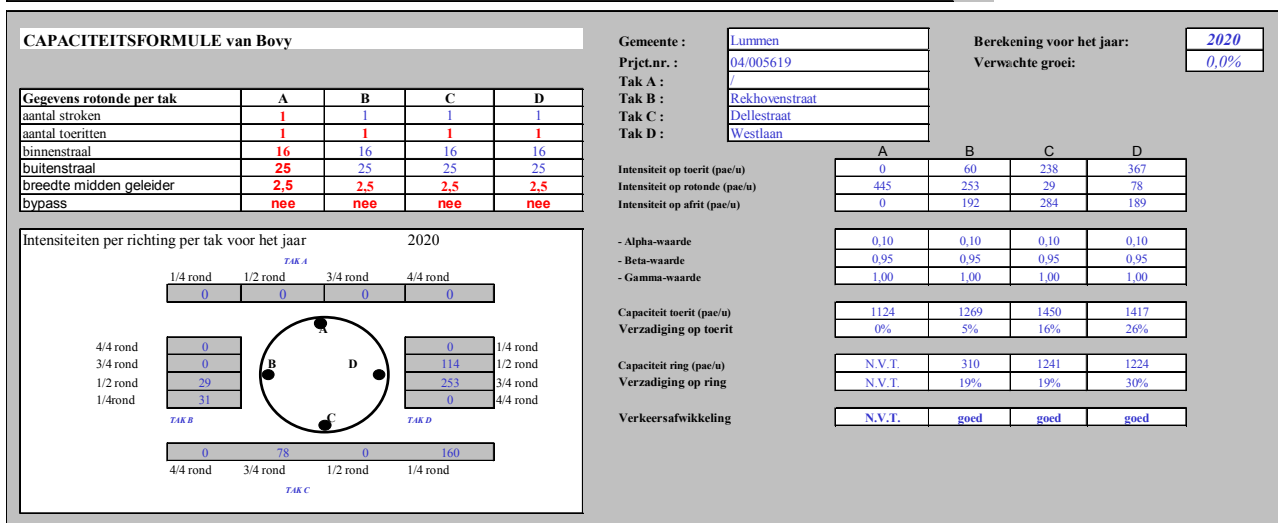 CAPACITEITSFORMULE van Bovy
Gegevens rotonde per tak A B C D
aantal stroken 1 1 1 1
aantal toeritten 1 1 1 1
binnenstraal 16 16 16 16
buitenstraal 25 25 25 25
breedte midden geleider 2,5 2,5 2,5 2,5
bypass nee nee nee nee
Intensiteiten per richting per tak voor het jaar 2020
TAK A
1/4 rond 1/2 rond 3/4 rond 4/4 rond
0 0 0 0
A
4/4 rond 0 0 1/4 rond
3/4 rond 0 B D 114 1/2 rond
1/2 rond 29 253 3/4 rond
1/4rond 31 0 4/4 rond
TAK B C TAK D
0 78 0 160
4/4 rond 3/4 rond 1/2 rond 1/4 rond
TAK C
Gemeente : Lummen
Prjct.nr. : 04/005619
Tak A : /
Tak B : Rekhovenstraat
Tak C : Dellestraat
Tak D : Westlaan
Berekening voor het jaar: 2020
Verwachte groei: 0,0%
A B C D
Intensiteit op toerit (pae/u) 0 60 238 367
Intensiteit op rotonde (pae/u) 445 253 29 78
Intensiteit op afrit (pae/u) 0 192 284 189
- Alpha-waarde 0,10 0,10 0,10 0,10
- Beta-waarde 0,95 0,95 0,95 0,95
- Gamma-waarde 1,00 1,00 1,00 1,00
Capaciteit toerit (pae/u) 1124 1269 1450 1417
Verzadiging op toerit 0% 5% 16% 26%
Capaciteit ring (pae/u) N.V.T. 310 1241 1224
Verzadiging op ring N.V.T. 19% 19% 30%
Verkeersafwikkeling N.V.T. goed goed goed